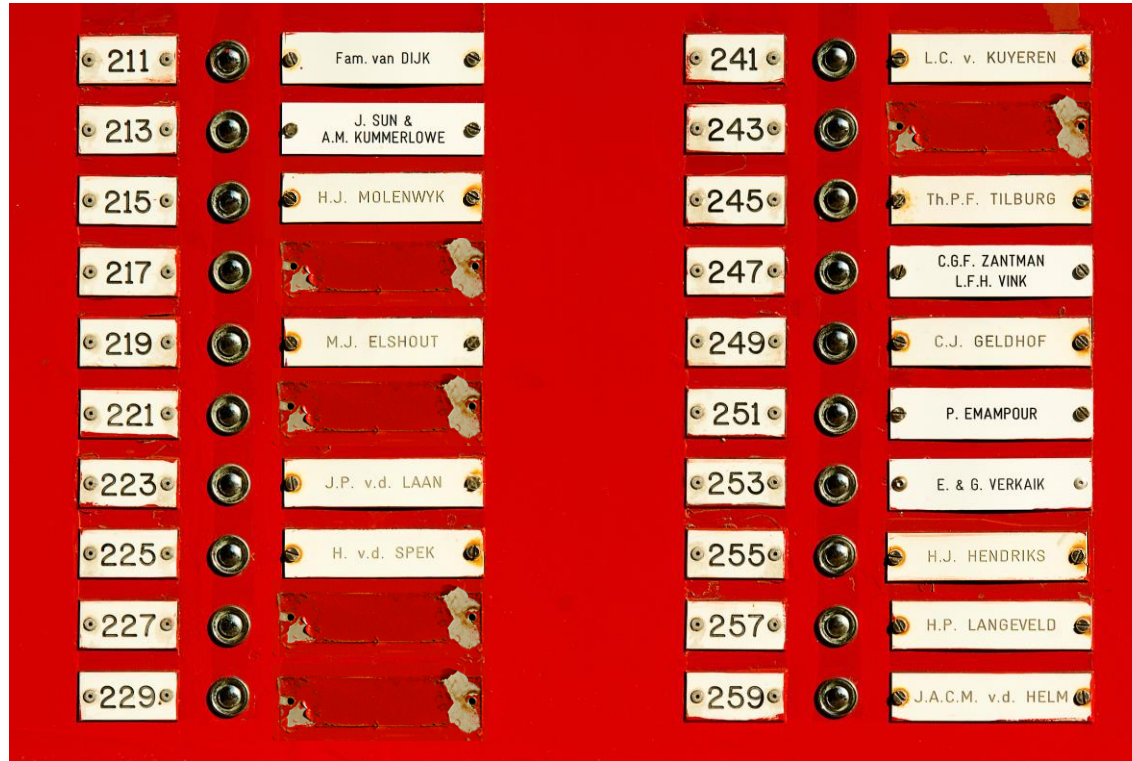 211 Fam. van DIJK
213 J. SUN &
A.M. KUMMERLOWE
215 H.J. MOLENWYK
217
219 M.J. ELSHOUT
221
223 J.P. v.d. LAAN
225 H. v.d. SPEK
227
229
241 L.C. v. KUYEREN
243
245 Th.P.F. TILBURG
247 C.G.F. ZANTMAN
L.F.H. VINK
249 C.J. GELDHOF
251 P. EMAMPOUR
253 E. & G. VERKAIK
255 H.J. HENDRIKS
257 H.P. LANGEVELD
259 J.A.C.M. v.d. HELM